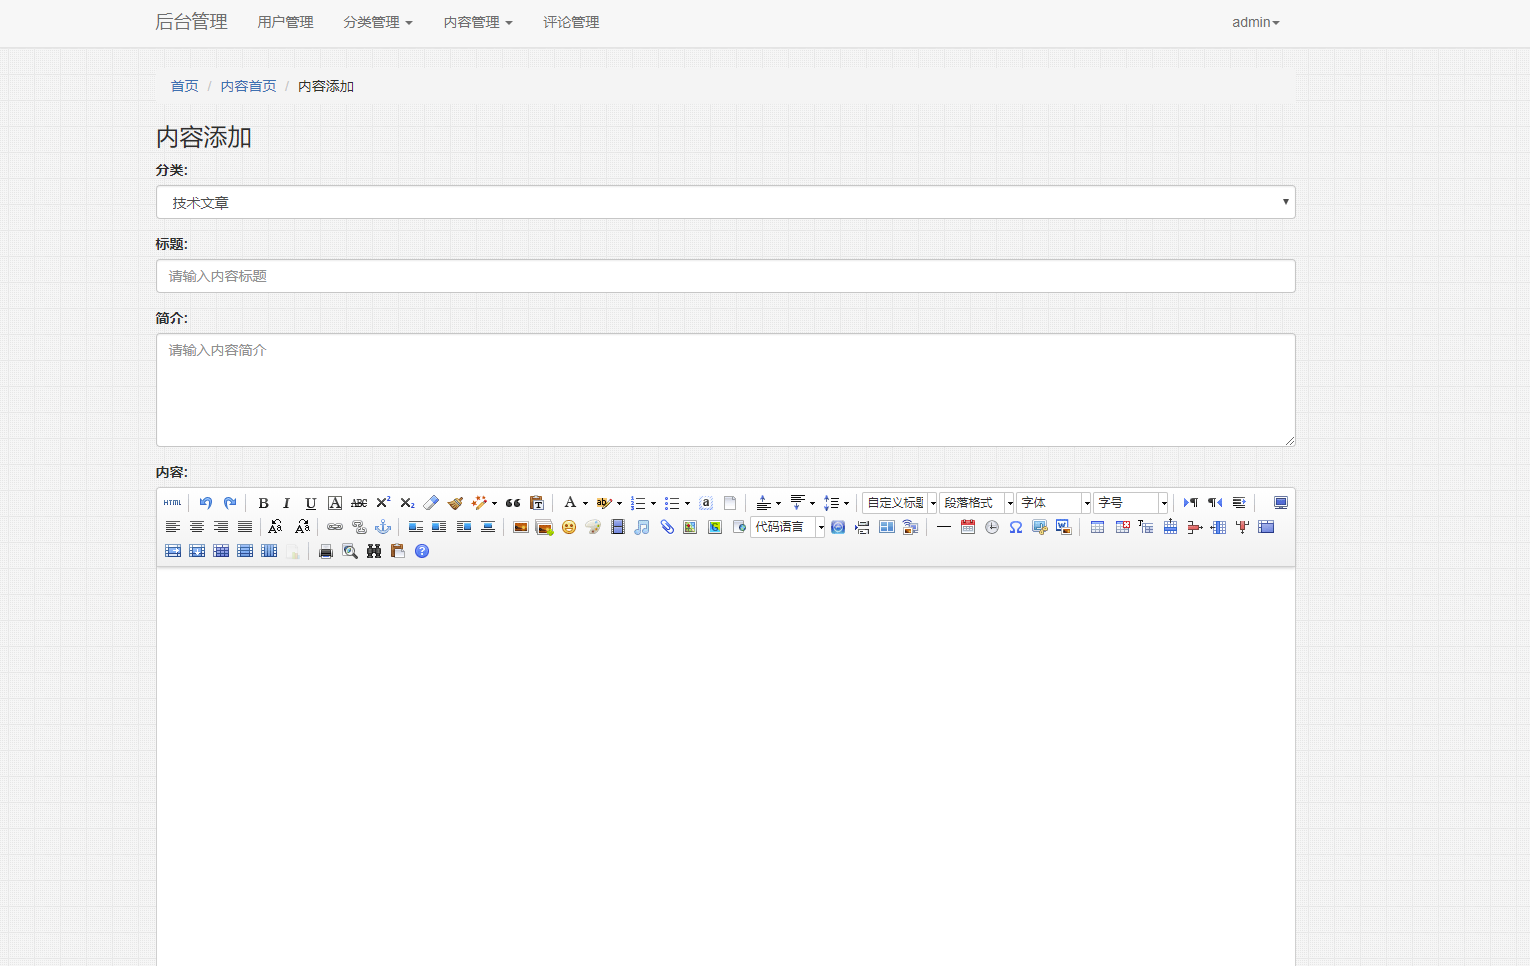 后台管理 用户管理 分类管理 内容管理 评论管理 admin
首页 / 内容首页 / 内容添加
内容添加
分类:
技术文章
标题:
请输入内容标题
简介:
请输入内容简介
内容:
HTML B I U A ABC X² X₂ A ab a 自定义标题 段落格式 字体 字号
代码语言